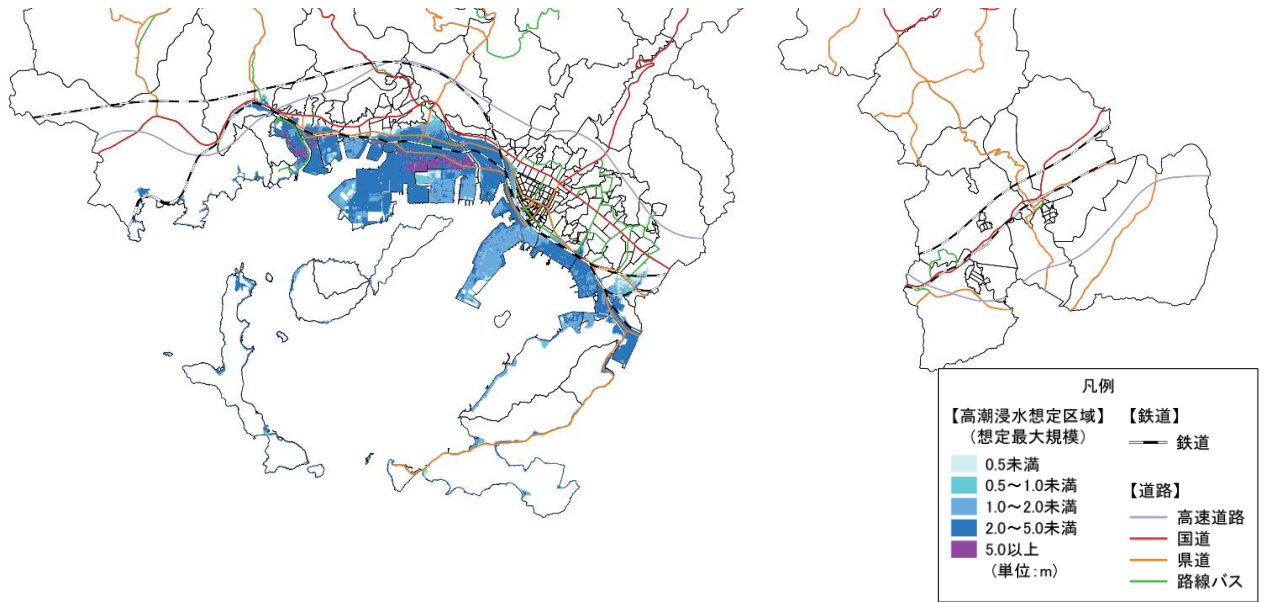 凡例
【高潮浸水想定区域】
（想定最大規模）
0.5未満
0.5～1.0未満
1.0～2.0未満
2.0～5.0未満
5.0以上
（単位：m）
【鉄道】
鉄道
【道路】
高速道路
国道
県道
路線バス